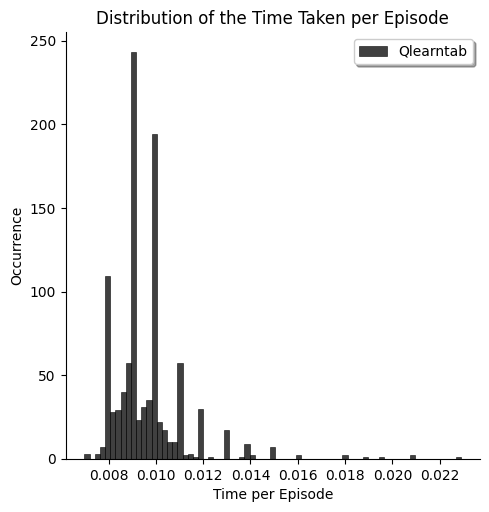 Distribution of the Time Taken per Episode
Qlearntab
Occurrence
250
200
150
100
50
0
0.008 0.010 0.012 0.014 0.016 0.018 0.020 0.022
Time per Episode